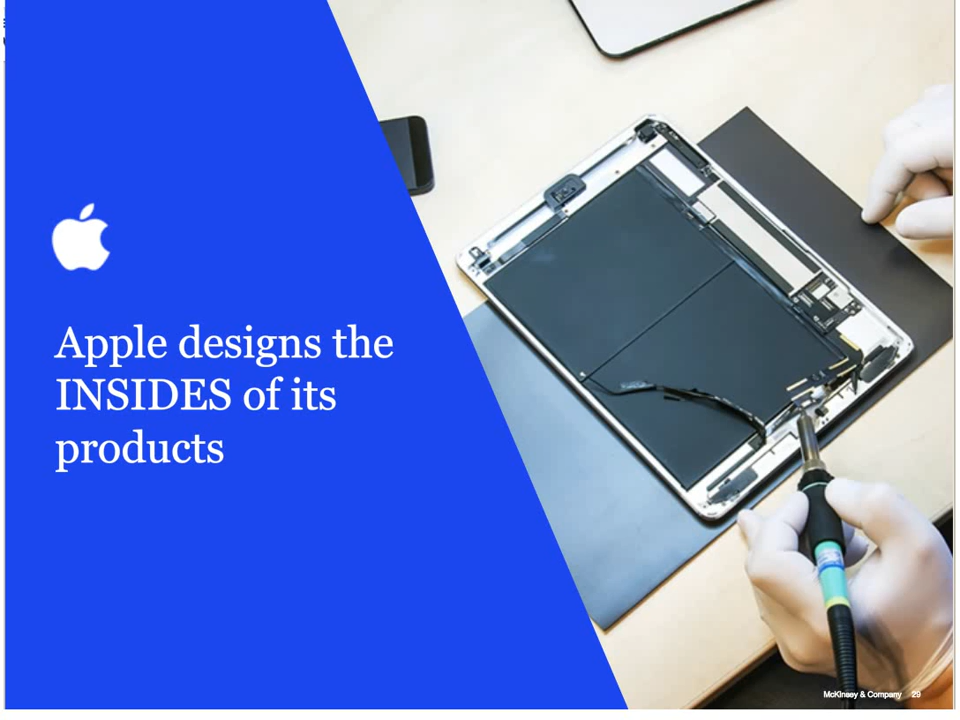 Apple designs the
INSIDES of its
products
McKinsey & Company 29